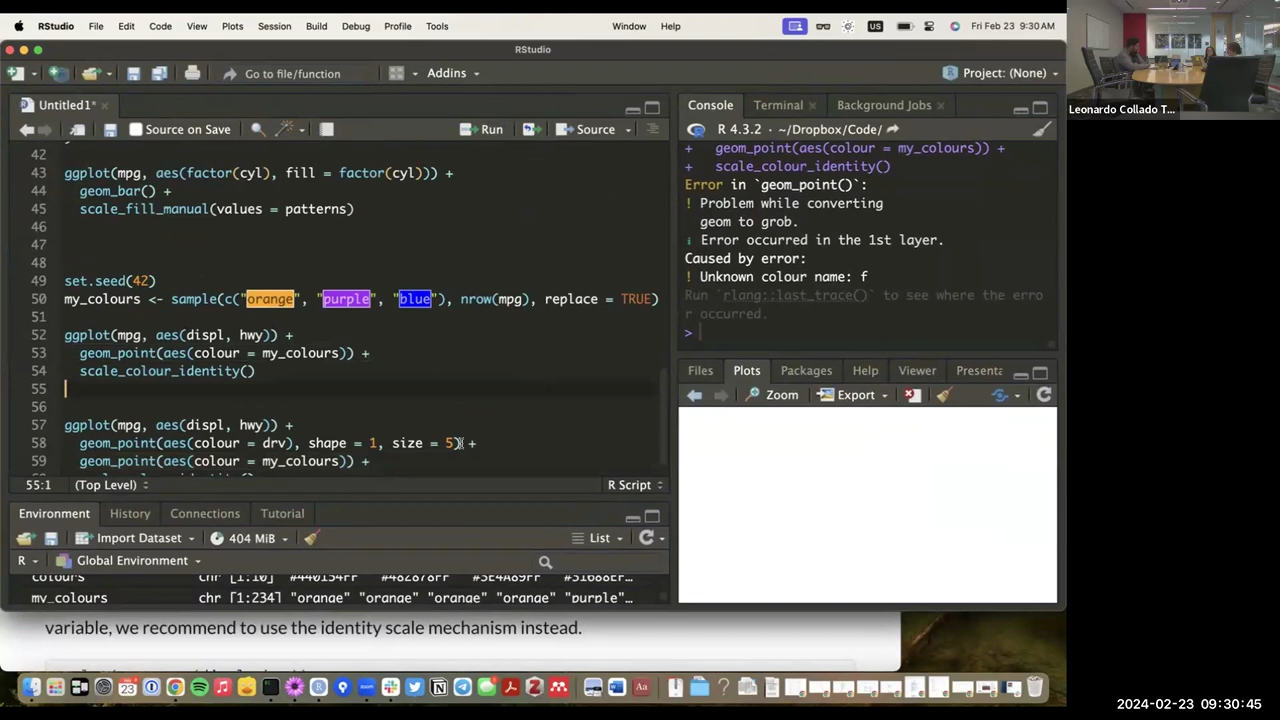 RStudio File Edit Code View Plots Session Build Debug Profile Tools Window Help US Fri Feb 23 9:30 AM
RStudio
Go to file/function Addins Project: (None)
Untitled1*
Source on Save Run Source
42 }
43 ggplot(mpg, aes(factor(cyl), fill = factor(cyl))) +
44 geom_bar() +
45 scale_fill_manual(values = patterns)
46
47
48
49 set.seed(42)
50 my_colours <- sample(c("orange", "purple", "blue"), nrow(mpg), replace = TRUE)
51
52 ggplot(mpg, aes(displ, hwy)) +
53 geom_point(aes(colour = my_colours)) +
54 scale_colour_identity()
55
56
57 ggplot(mpg, aes(displ, hwy)) +
58 geom_point(aes(colour = drv), shape = 1, size = 5) +
59 geom_point(aes(colour = my_colours)) +
55:1 (Top Level) R Script
Environment History Connections Tutorial
Import Dataset 404 MiB List
R Global Environment
colours chr [1:10] "#440154FF" "#482878FF" "#3E4A89FF" "#31688EF…
my_colours chr [1:234] "orange" "orange" "orange" "orange" "purple"…
Console Terminal Background Jobs
R 4.3.2 · ~/Dropbox/Code/
+ geom_point(aes(colour = my_colours)) +
+ scale_colour_identity()
Error in `geom_point()`:
! Problem while converting
geom to grob.
i Error occurred in the 1st layer.
Caused by error:
! Unknown colour name: f
Run `rlang::last_trace()` to see where the erro
r occurred.
>
Files Plots Packages Help Viewer Presenta
Zoom Export
variable, we recommend to use the identity scale mechanism instead.
Leonardo Collado T...
2024-02-23 09:30:45